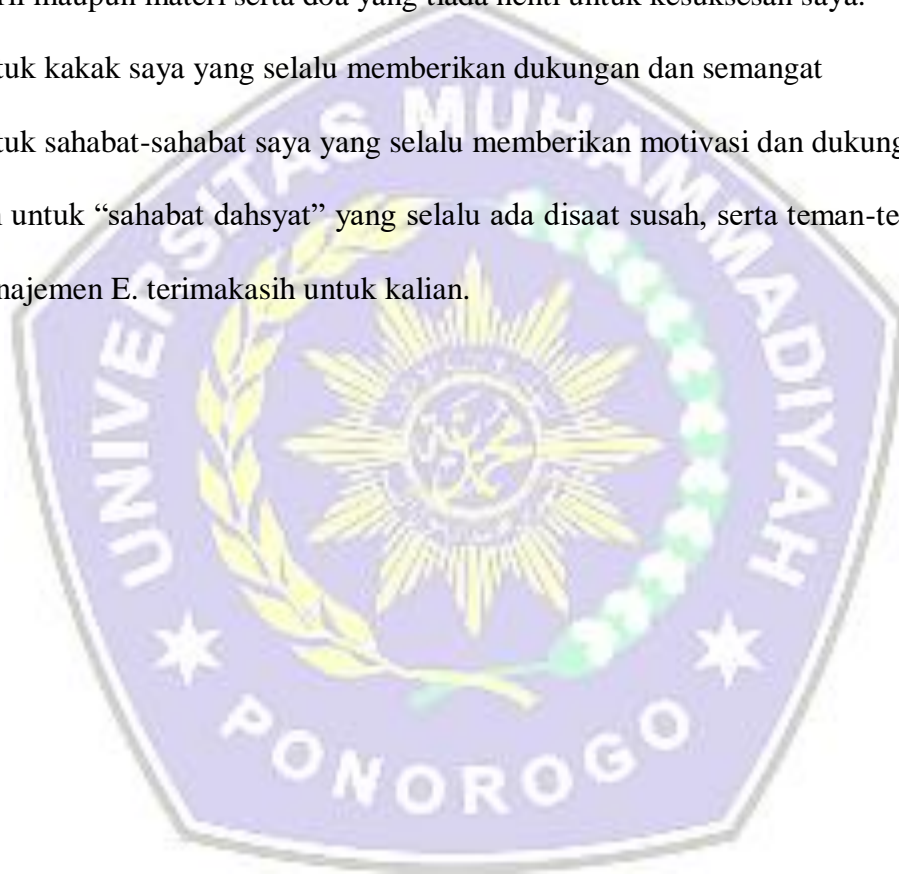 maupun materi serta doa yang tiada henti untuk kesuksesan saya.
tuk kakak saya yang selalu memberikan dukungan dan semangat
tuk sahabat-sahabat saya yang selalu memberikan motivasi dan dukung
untuk “sahabat dahsyat” yang selalu ada disaat susah, serta teman-te
najemen E. terimakasih untuk kalian.
UNIVERSITAS MUHAMMADIYAH
PONOROGO